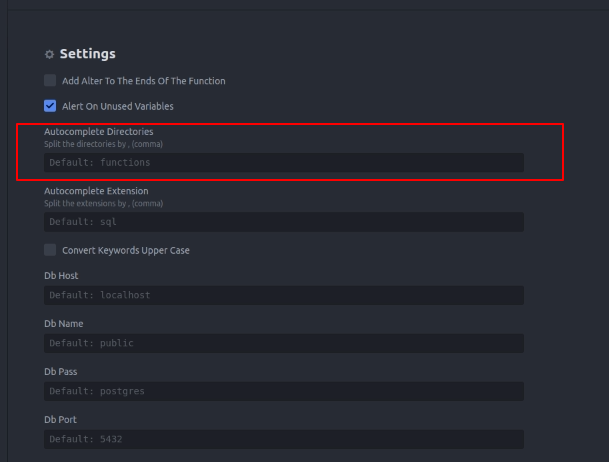 Settings
Add Alter To The Ends Of The Function
Alert On Unused Variables
Autocomplete Directories
Split the directories by , (comma)
Default: functions
Autocomplete Extension
Split the extensions by , (comma)
Default: sql
Convert Keywords Upper Case
Db Host
Default: localhost
Db Name
Default: public
Db Pass
Default: postgres
Db Port
Default: 5432